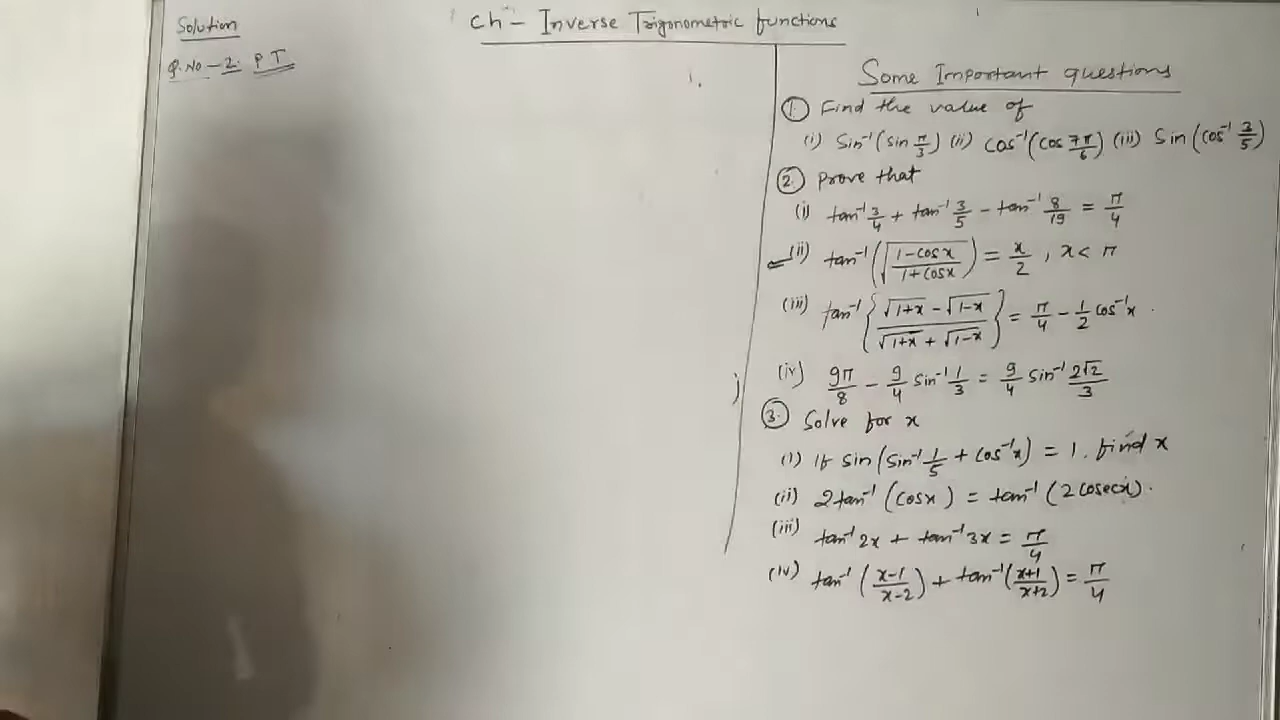 Ch - Inverse Trigonometric functions
Solution
Q.No - 2. P T
Some Important questions
① Find the value of
(i) Sin⁻¹(sin π/3) (ii) cos⁻¹(cos 7π/6) (iii) Sin(cos⁻¹ 3/5)
② Prove that
(i) tan⁻¹ 3/4 + tan⁻¹ 3/5 - tan⁻¹ 8/19 = π/4
(ii) tan⁻¹(√((1-cosx)/(1+cosx))) = x/2 , x < π
(iii) tan⁻¹{(√(1+x) - √(1-x))/(√(1+x) + √(1-x))} = π/4 - 1/2 cos⁻¹x .
(iv) 9π/8 - 9/4 sin⁻¹ 1/3 = 9/4 sin⁻¹ 2√2/3
③ Solve for x
(i) If sin(sin⁻¹ 1/5 + cos⁻¹x) = 1. find x
(ii) 2tan⁻¹ (cosx) = tan⁻¹ (2cosecx).
(iii) tan⁻¹2x + tan⁻¹3x = π/4
(iv) tan⁻¹ ((x-1)/(x-2)) + tan⁻¹((x+1)/(x+2)) = π/4